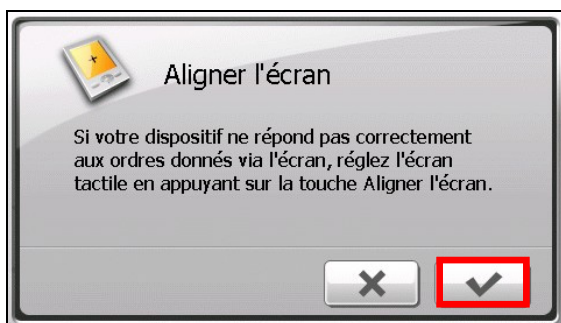 Aligner l'écran
Si votre dispositif ne répond pas correctement
aux ordres donnés via l'écran, réglez l'écran
tactile en appuyant sur la touche Aligner l'écran.